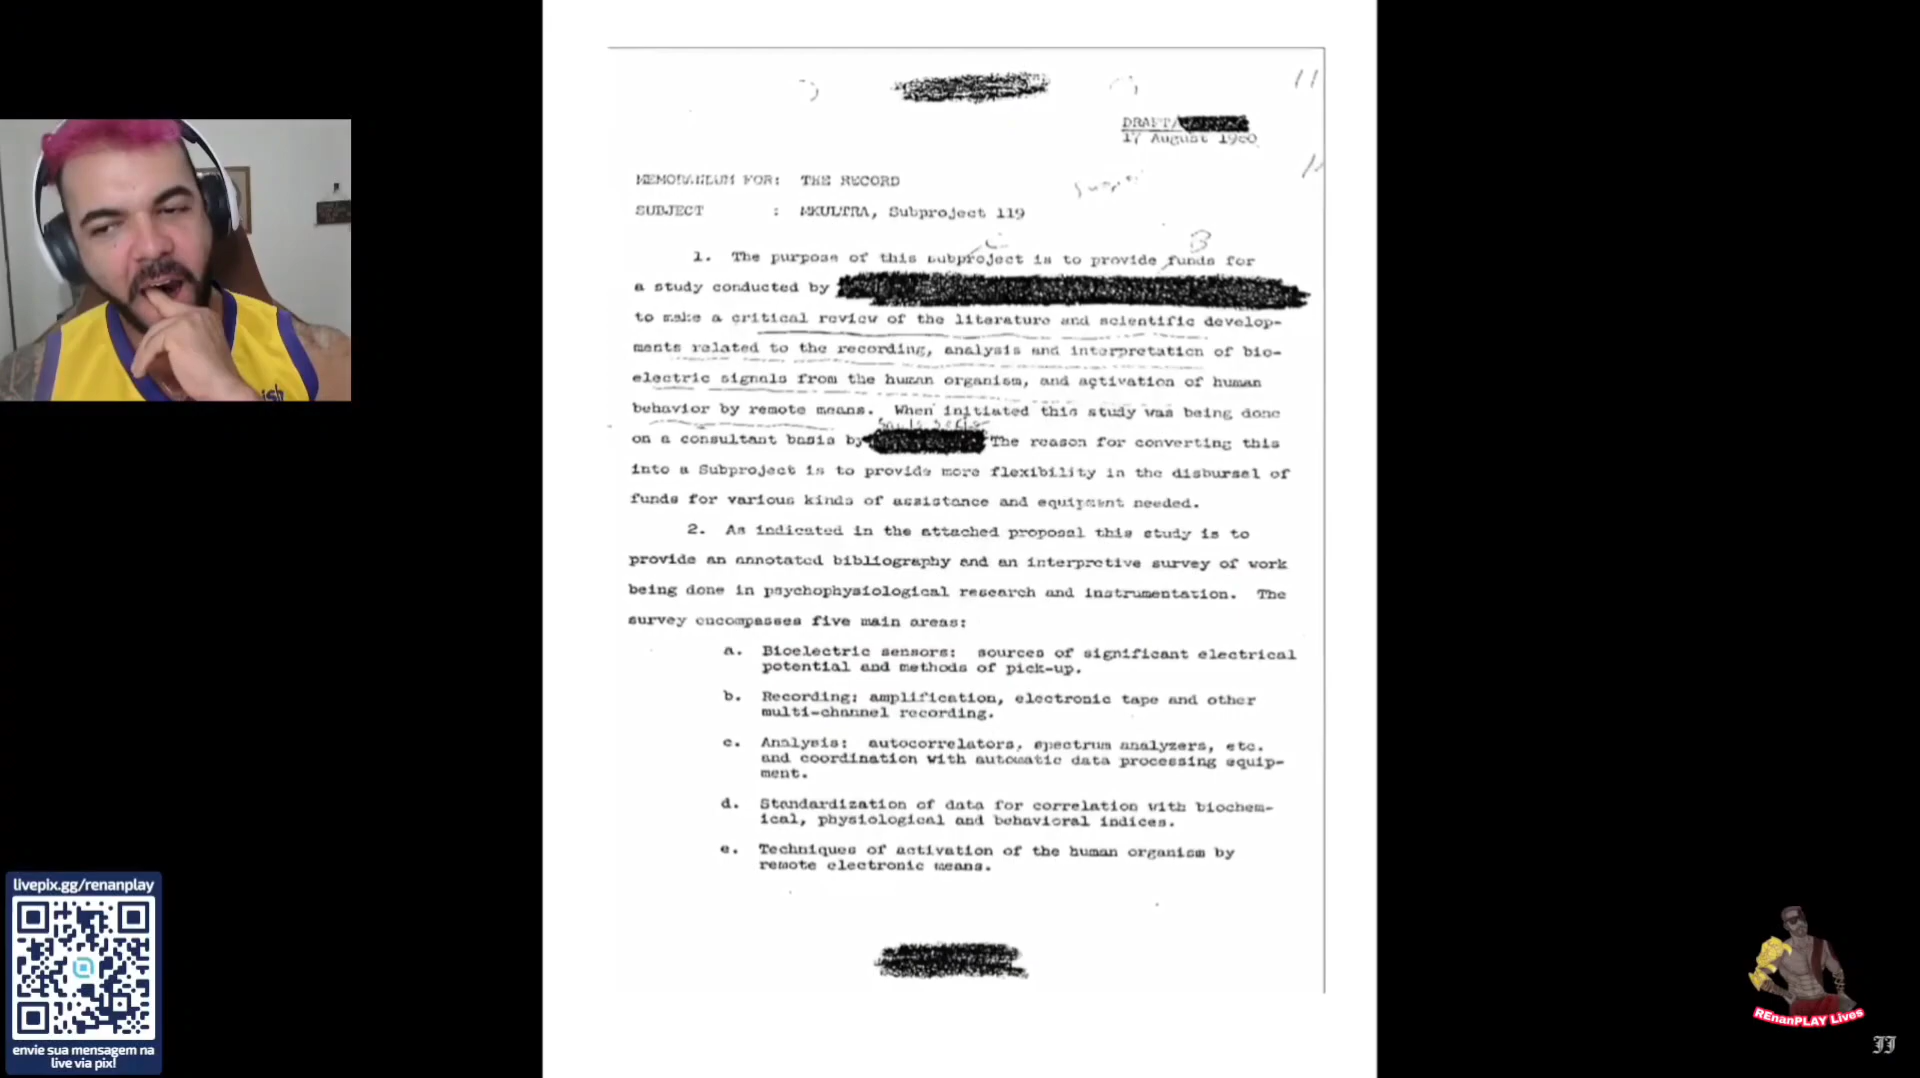 11
DRAFT/
17 August 1960
MEMORANDUM FOR: THE RECORD
SUBJECT : MKULTRA, Subproject 119
B
1. The purpose of this subproject is to provide funds for
a study conducted by
to make a critical review of the literature and scientific develop-
ments related to the recording, analysis and interpretation of bio-
electric signals from the human organism, and activation of human
behavior by remote means. When initiated this study was being done
on a consultant basis by The reason for converting this
into a Subproject is to provide more flexibility in the disbursal of
funds for various kinds of assistance and equipment needed.
2. As indicated in the attached proposal this study is to
provide an annotated bibliography and an interpretive survey of work
being done in psychophysiological research and instrumentation. The
survey encompasses five main areas:
a. Bioelectric sensors: sources of significant electrical
potential and methods of pick-up.
b. Recording: amplification, electronic tape and other
multi-channel recording.
c. Analysis: autocorrelators, spectrum analyzers, etc.
and coordination with automatic data processing equip-
ment.
d. Standardization of data for correlation with biochem-
ical, physiological and behavioral indices.
e. Techniques of activation of the human organism by
remote electronic means.
livepix.gg/renanplay
envie sua mensagem na
live via pix!
REnanPLAY Lives
JJ